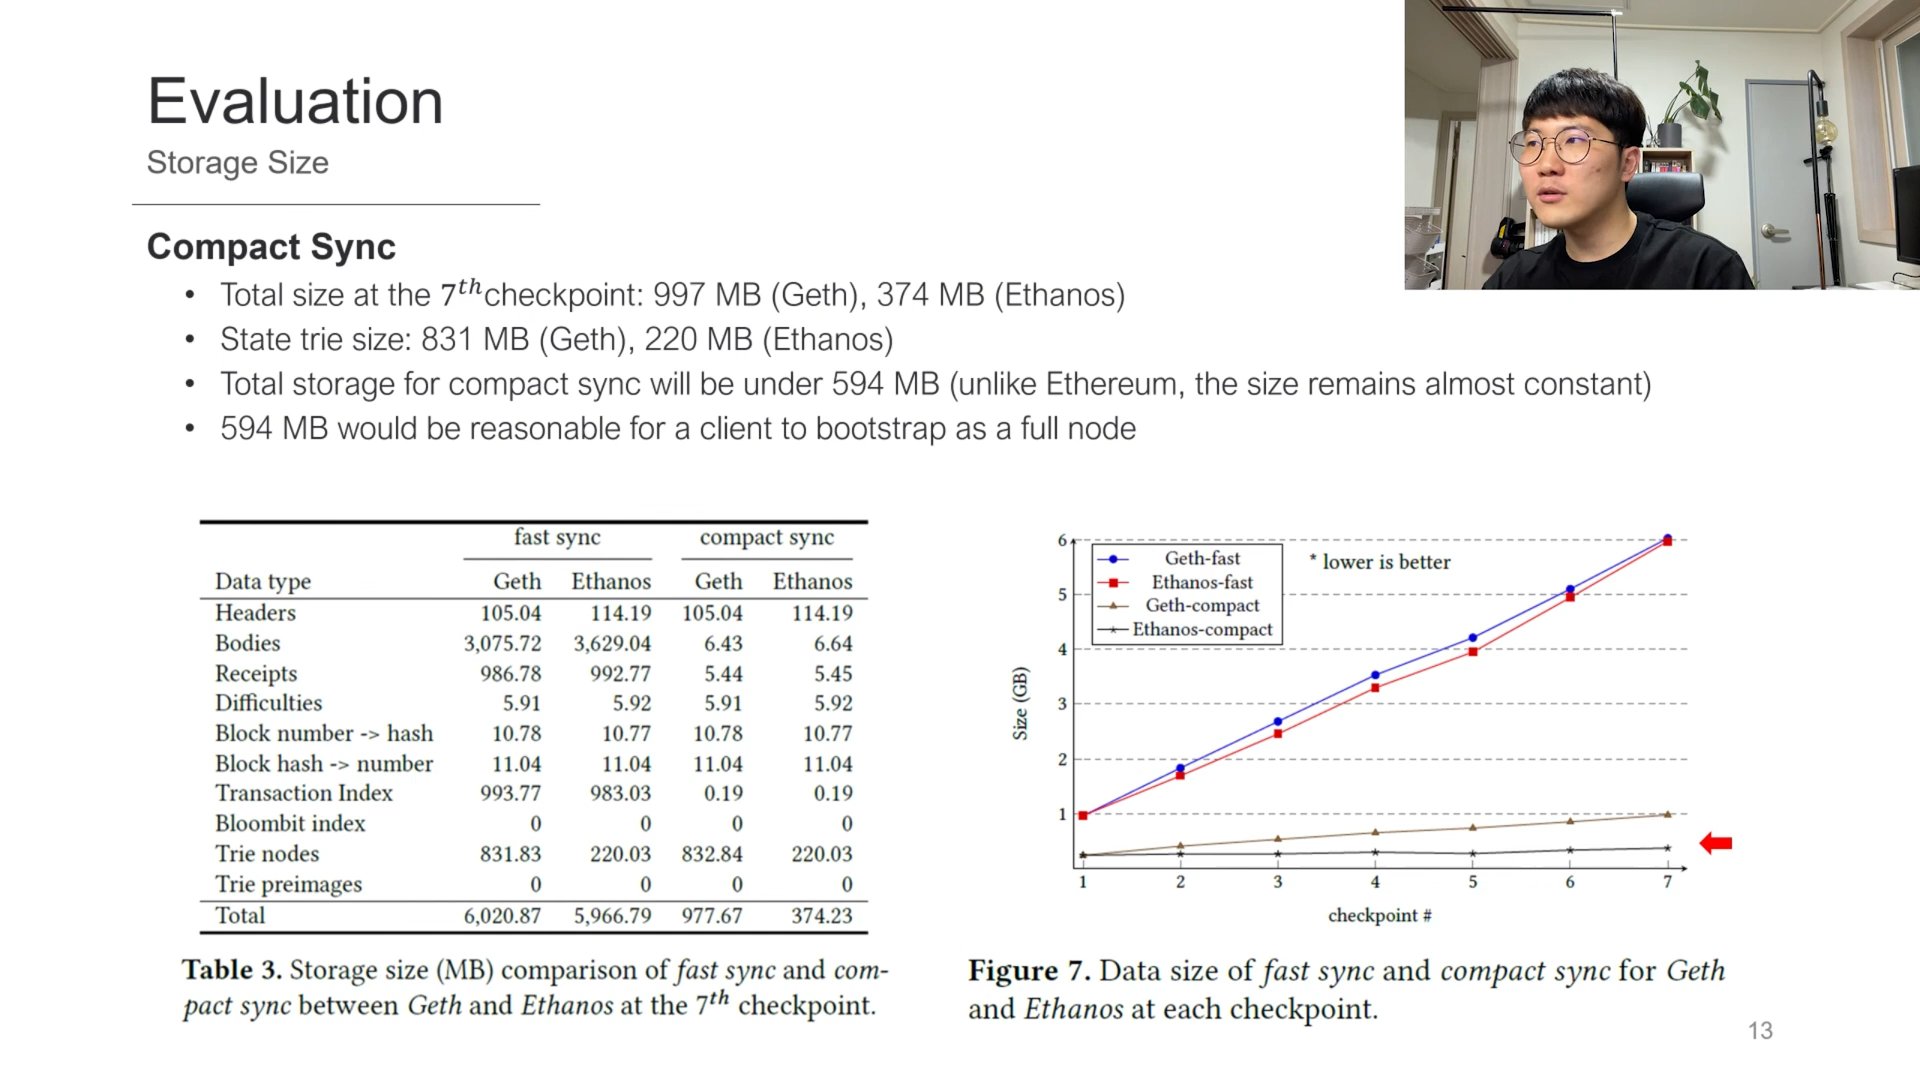 Evaluation
Storage Size
Compact Sync
• Total size at the 7th checkpoint: 997 MB (Geth), 374 MB (Ethanos)
• State trie size: 831 MB (Geth), 220 MB (Ethanos)
• Total storage for compact sync will be under 594 MB (unlike Ethereum, the size remains almost constant)
• 594 MB would be reasonable for a client to bootstrap as a full node
fast sync compact sync
Data type Geth Ethanos Geth Ethanos
Headers 105.04 114.19 105.04 114.19
Bodies 3,075.72 3,629.04 6.43 6.64
Receipts 986.78 992.77 5.44 5.45
Difficulties 5.91 5.92 5.91 5.92
Block number -> hash 10.78 10.77 10.78 10.77
Block hash -> number 11.04 11.04 11.04 11.04
Transaction Index 993.77 983.03 0.19 0.19
Bloombit index 0 0 0 0
Trie nodes 831.83 220.03 832.84 220.03
Trie preimages 0 0 0 0
Total 6,020.87 5,966.79 977.67 374.23
Table 3. Storage size (MB) comparison of fast sync and com-
pact sync between Geth and Ethanos at the 7th checkpoint.
Geth-fast
Ethanos-fast
Geth-compact
Ethanos-compact
* lower is better
6
5
4
3
2
1
Size (GB)
1 2 3 4 5 6 7
checkpoint #
Figure 7. Data size of fast sync and compact sync for Geth
and Ethanos at each checkpoint.
13